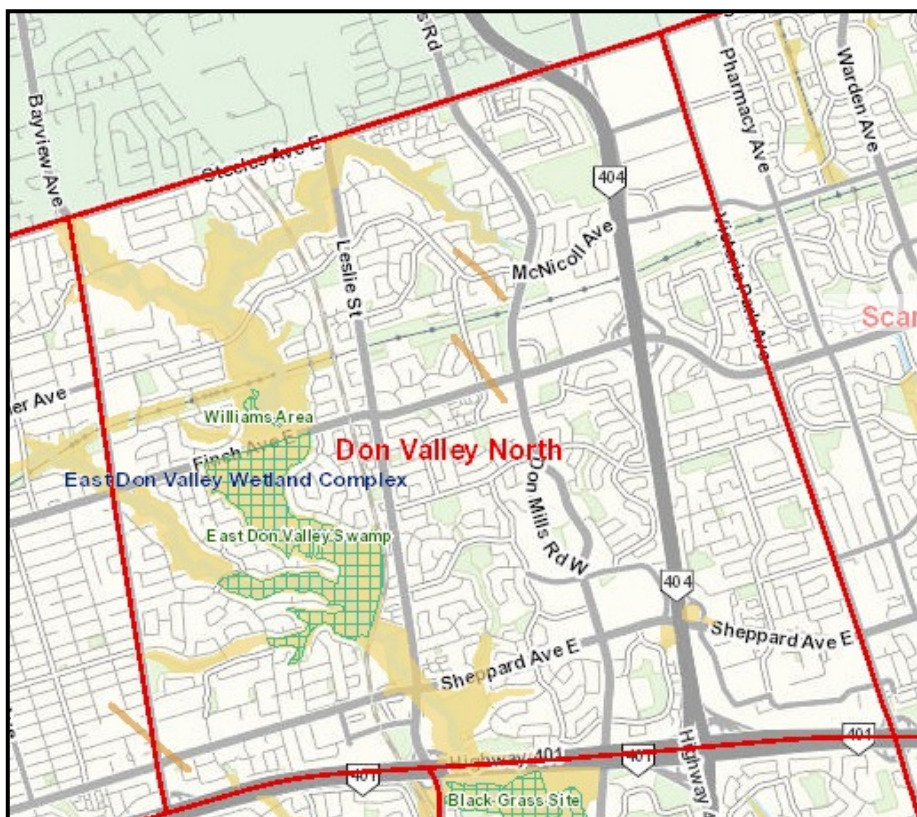 s Rd
Bayview Ave
Pharmacy Ave
Warden Ave
Steeles Ave E
404
Leslie St
McNicoll Ave
Victoria Park Ave
Scar
er Ave
Williams Area
Finch Ave E
Don Valley North
East Don Valley Wetland Complex
Don Mills Rd W
East Don Valley Swamp
404
Sheppard Ave E
Sheppard Ave E
Highway 401
401
401
401
Highway 4
Black Grass Site